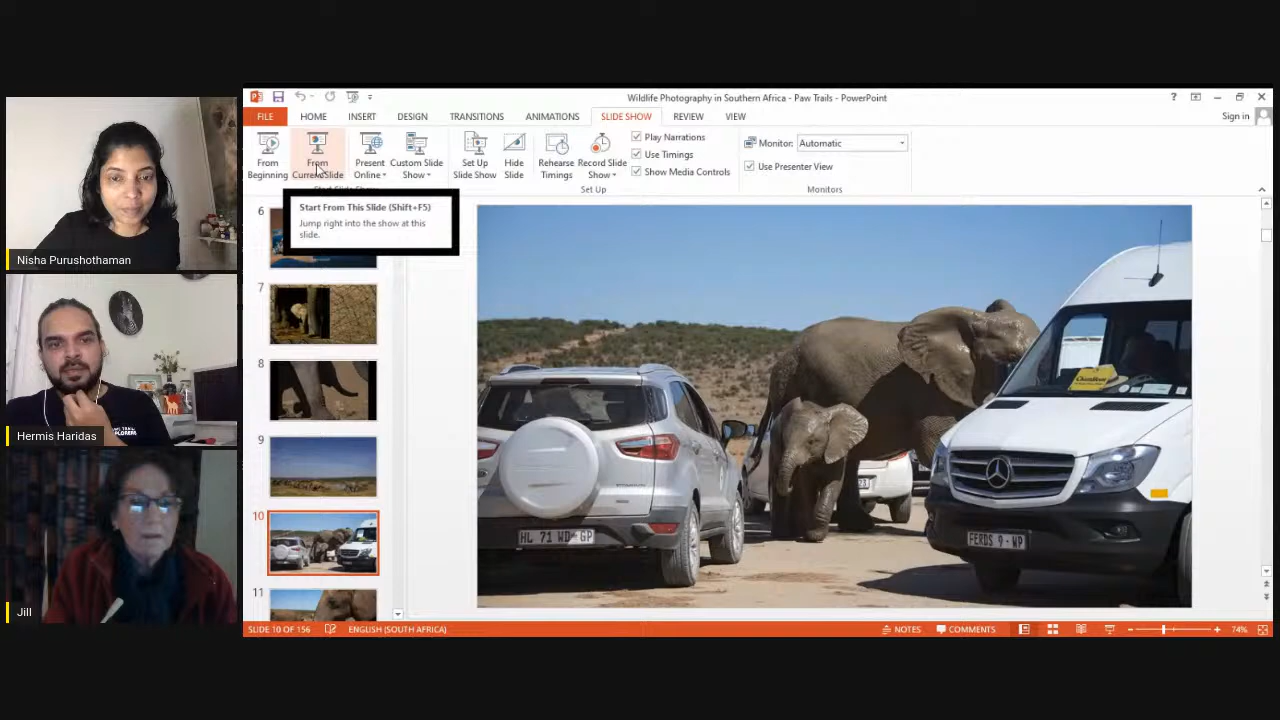 Nisha Purushothaman
Hermis Haridas
Jill
Wildlife Photography in Southern Africa - Paw Trails - PowerPoint
?
Sign in
FILE
HOME
INSERT
DESIGN
TRANSITIONS
ANIMATIONS
SLIDE SHOW
REVIEW
VIEW
From
Beginning
From
Current Slide
Present
Online
Custom Slide
Show
Set Up
Slide Show
Hide
Slide
Rehearse
Timings
Record Slide
Show
Play Narrations
Use Timings
Show Media Controls
Monitor: Automatic
Use Presenter View
Set Up
Monitors
Start From This Slide (Shift+F5)
Jump right into the show at this
slide.
6
7
8
9
10
11
HL 71 WD GP
FERDS 9 - WP
SLIDE 10 OF 156
ENGLISH (SOUTH AFRICA)
NOTES
COMMENTS
74%